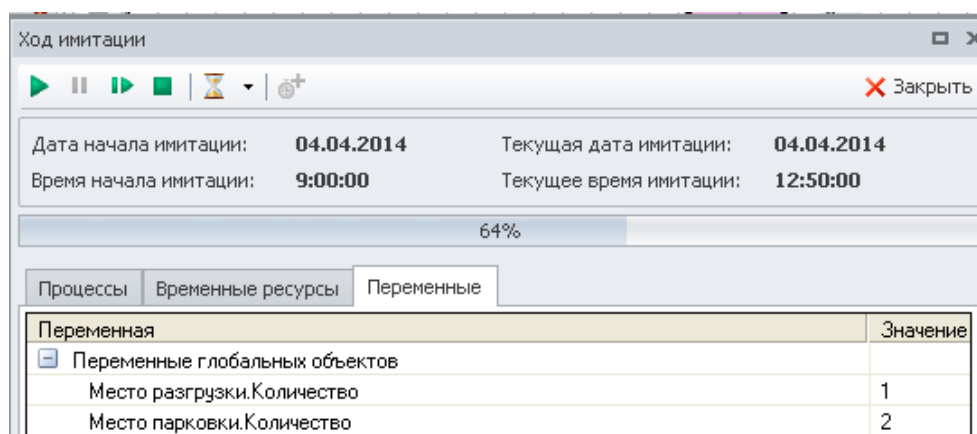 Ход имитации
Закрыть
Дата начала имитации: 04.04.2014 Текущая дата имитации: 04.04.2014
Время начала имитации: 9:00:00 Текущее время имитации: 12:50:00
64%
Процессы Временные ресурсы Переменные
Переменная Значение
Переменные глобальных объектов
Место разгрузки.Количество 1
Место парковки.Количество 2